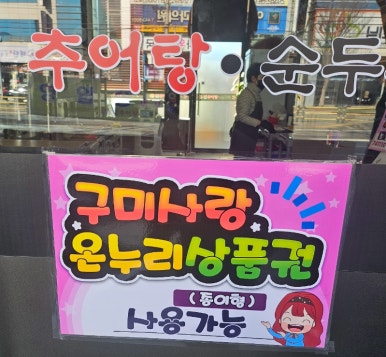 추어탕 · 순두
구미사랑
온누리상품권
(종이형)
사용가능